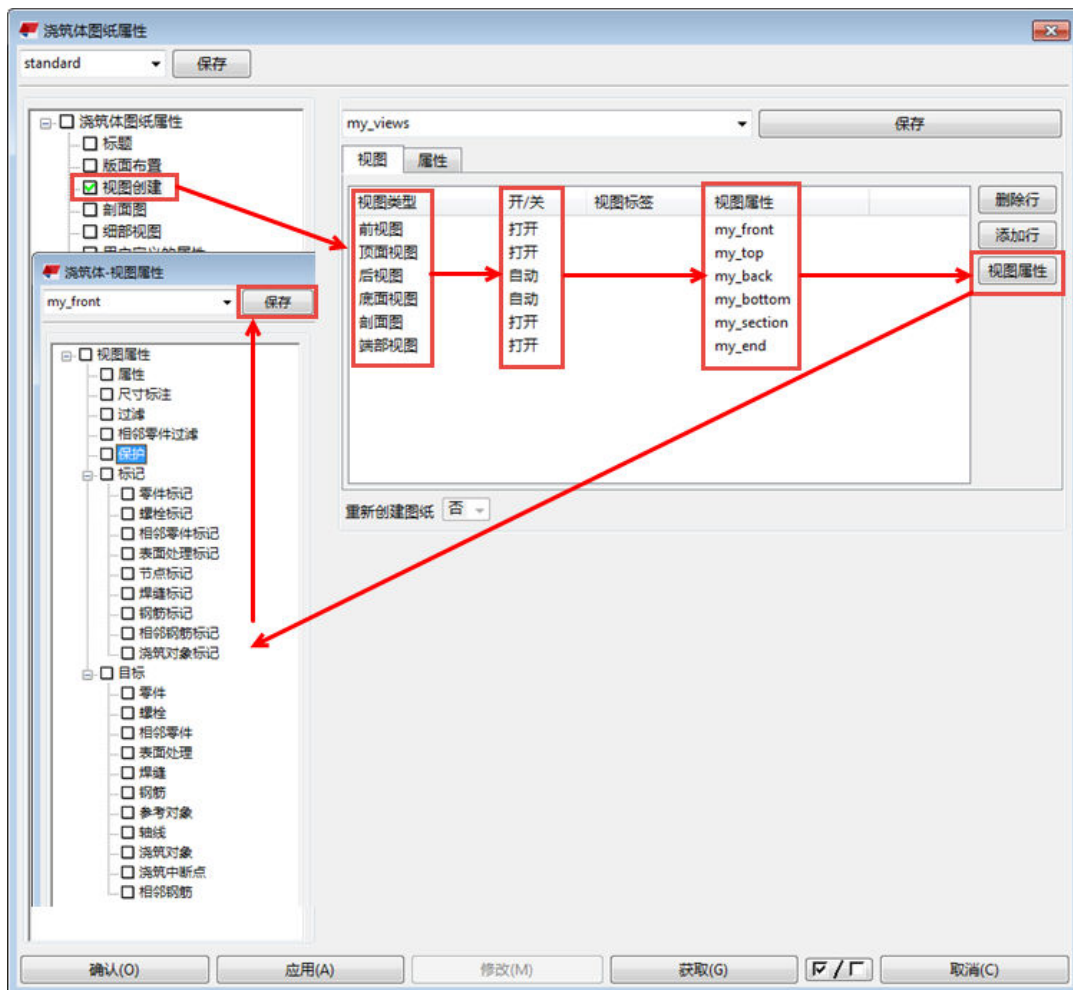 浇筑体图纸属性
standard 保存
浇筑体图纸属性
标题
版面布置
视图创建
剖面图
细部视图
用户定义的属性
my_views 保存
视图 属性
视图类型 开/关 视图标签 视图属性
前视图 打开 my_front
顶面视图 打开 my_top
后视图 自动 my_back
底面视图 自动 my_bottom
剖面图 打开 my_section
端部视图 打开 my_end
删除行
添加行
视图属性
重新创建图纸 否
浇筑体-视图属性
my_front 保存
视图属性
属性
尺寸标注
过滤
相邻零件过滤
保护
标记
零件标记
螺栓标记
相邻零件标记
表面处理标记
节点标记
焊缝标记
钢筋标记
相邻钢筋标记
浇筑对象标记
目标
零件
螺栓
相邻零件
表面处理
焊缝
钢筋
参考对象
轴线
浇筑对象
浇筑中断点
相邻钢筋
确认(O) 应用(A) 修改(M) 获取(G) / 取消(C)